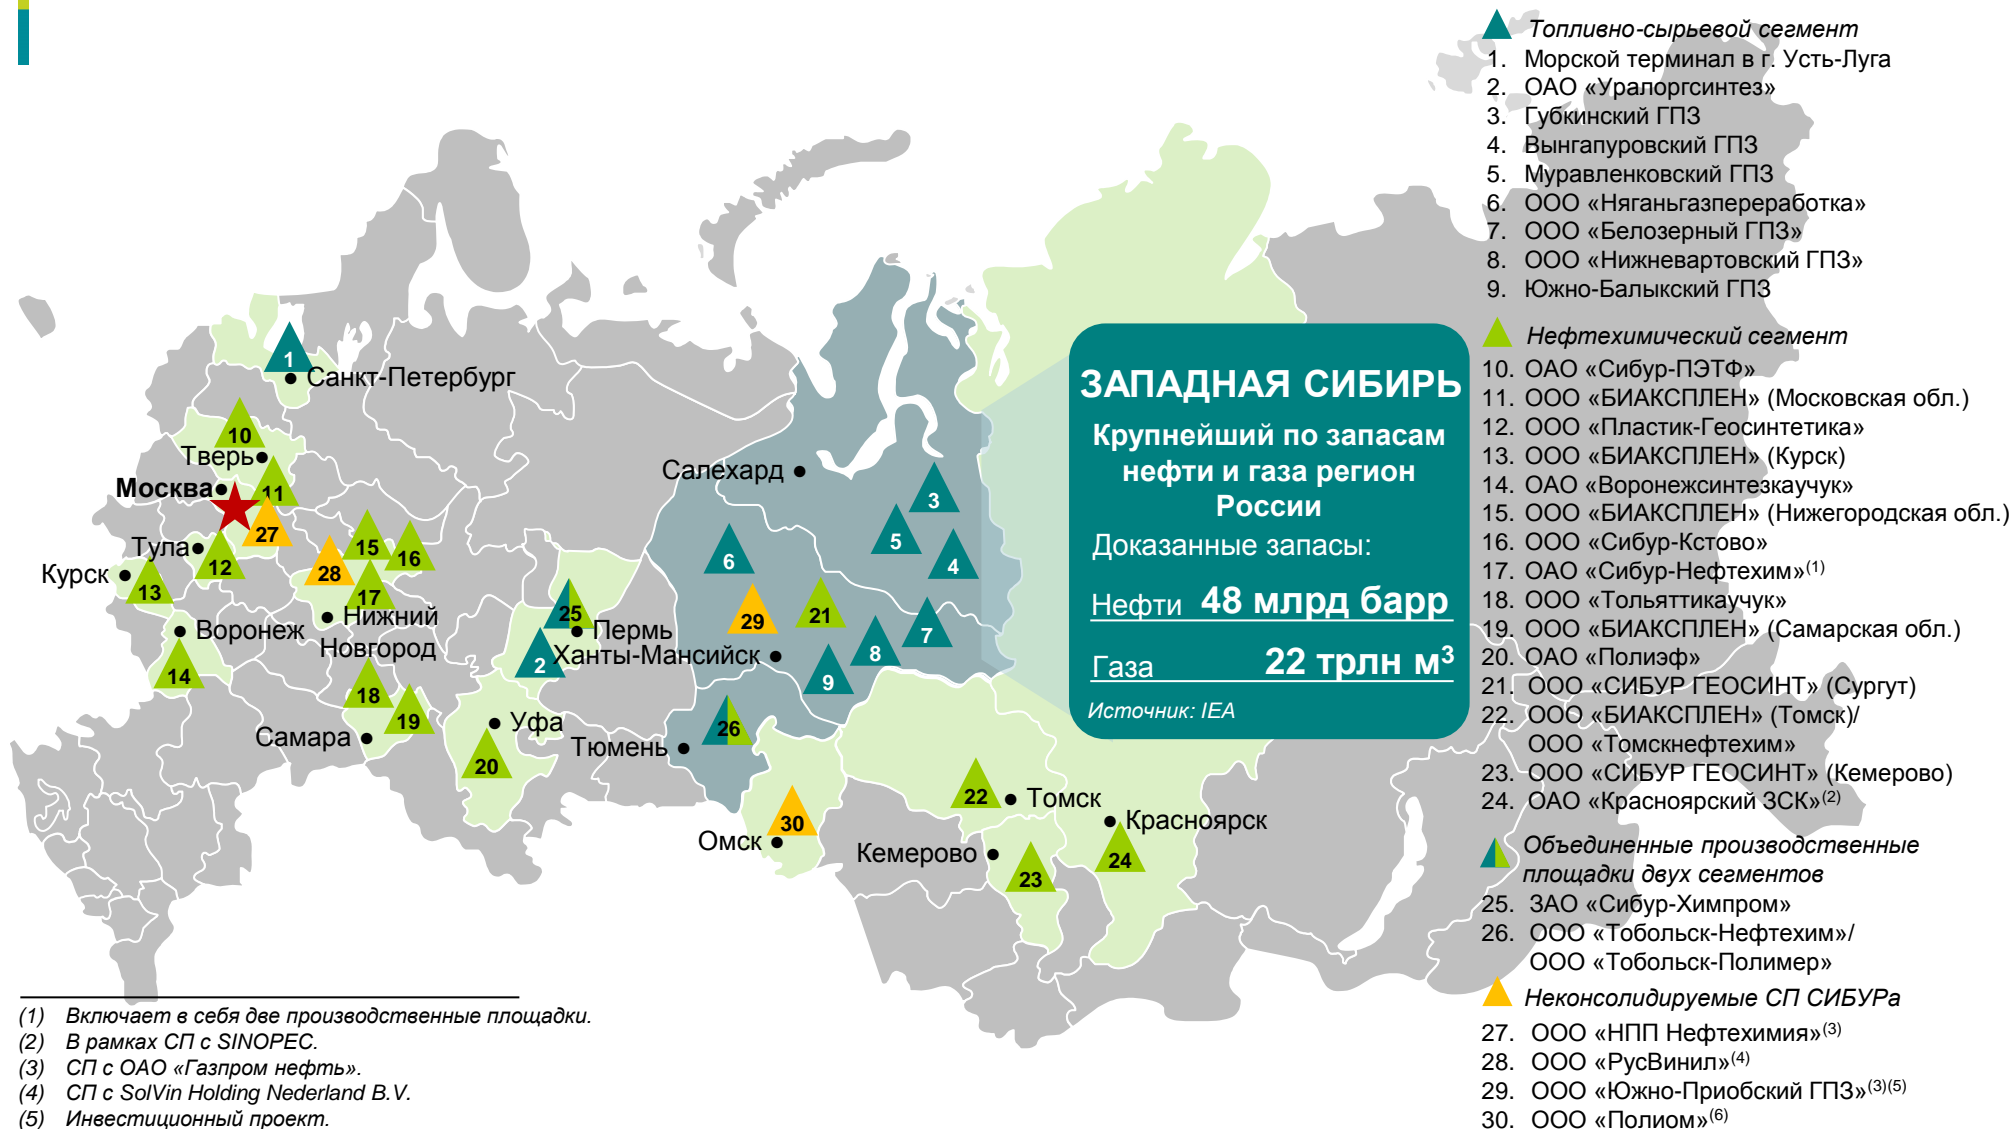 1
Санкт-Петербург
10
Тверь
Москва
11
27
Тула
12
15
16
28
17
Курск
13
Нижний
Новгород
Воронеж
14
18
19
Самара
25
Пермь
2
Уфа
20
Салехард
3
5
4
6
29
21
7
8
Ханты-Мансийск
9
26
Тюмень
30
Омск
22
Томск
Красноярск
24
Кемерово
23
ЗАПАДНАЯ СИБИРЬ
Крупнейший по запасам
нефти и газа регион
России
Доказанные запасы:
Нефти 48 млрд барр
Газа 22 трлн м³
Источник: IEA
Топливно-сырьевой сегмент
1. Морской терминал в г. Усть-Луга
2. ОАО «Уралоргсинтез»
3. Губкинский ГПЗ
4. Вынгапуровский ГПЗ
5. Муравленковский ГПЗ
6. ООО «Няганьгазпереработка»
7. ООО «Белозерный ГПЗ»
8. ООО «Нижневартовский ГПЗ»
9. Южно-Балыкский ГПЗ
Нефтехимический сегмент
10. ОАО «Сибур-ПЭТФ»
11. ООО «БИАКСПЛЕН» (Московская обл.)
12. ООО «Пластик-Геосинтетика»
13. ООО «БИАКСПЛЕН» (Курск)
14. ОАО «Воронежсинтезкаучук»
15. ООО «БИАКСПЛЕН» (Нижегородская обл.)
16. ООО «Сибур-Кстово»
17. ОАО «Сибур-Нефтехим»(1)
18. ООО «Тольяттикаучук»
19. ООО «БИАКСПЛЕН» (Самарская обл.)
20. ОАО «Полиэф»
21. ООО «СИБУР ГЕОСИНТ» (Сургут)
22. ООО «БИАКСПЛЕН» (Томск)/
ООО «Томскнефтехим»
23. ООО «СИБУР ГЕОСИНТ» (Кемерово)
24. ОАО «Красноярский ЗСК»(2)
Объединенные производственные
площадки двух сегментов
25. ЗАО «Сибур-Химпром»
26. ООО «Тобольск-Нефтехим»/
ООО «Тобольск-Полимер»
Неконсолидируемые СП СИБУРа
27. ООО «НПП Нефтехимия»(3)
28. ООО «РусВинил»(4)
29. ООО «Южно-Приобский ГПЗ»(3)(5)
30. ООО «Полиом»(6)
(1) Включает в себя две производственные площадки.
(2) В рамках СП с SINOPEC.
(3) СП с ОАО «Газпром нефть».
(4) СП с SolVin Holding Nederland B.V.
(5) Инвестиционный проект.